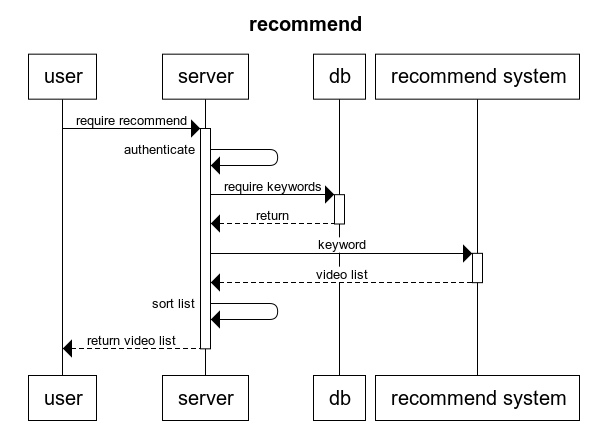 recommend
user
server
db
recommend system
require recommend
authenticate
require keywords
return
keyword
video list
sort list
return video list
user
server
db
recommend system